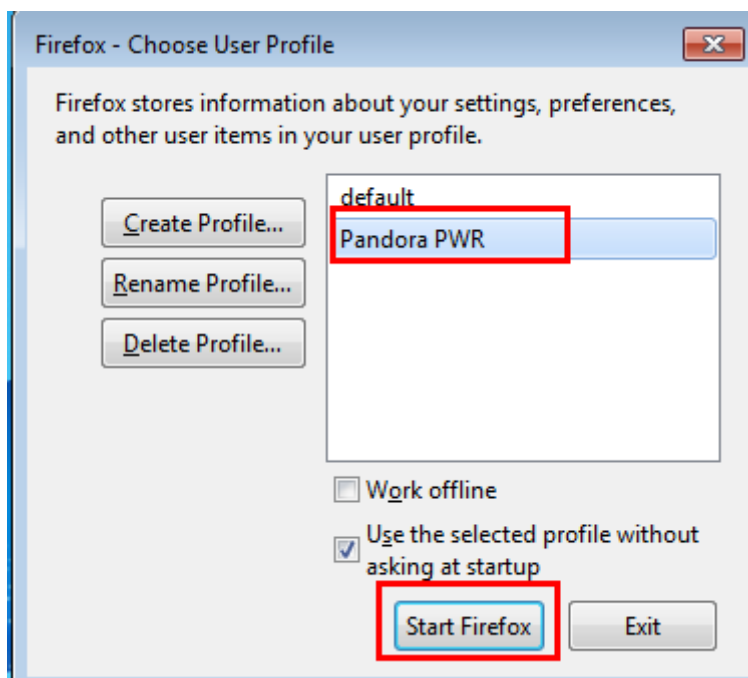 Firefox - Choose User Profile
Firefox stores information about your settings, preferences,
and other user items in your user profile.
Create Profile...
Rename Profile...
Delete Profile...
default
Pandora PWR
Work offline
Use the selected profile without
asking at startup
Start Firefox
Exit